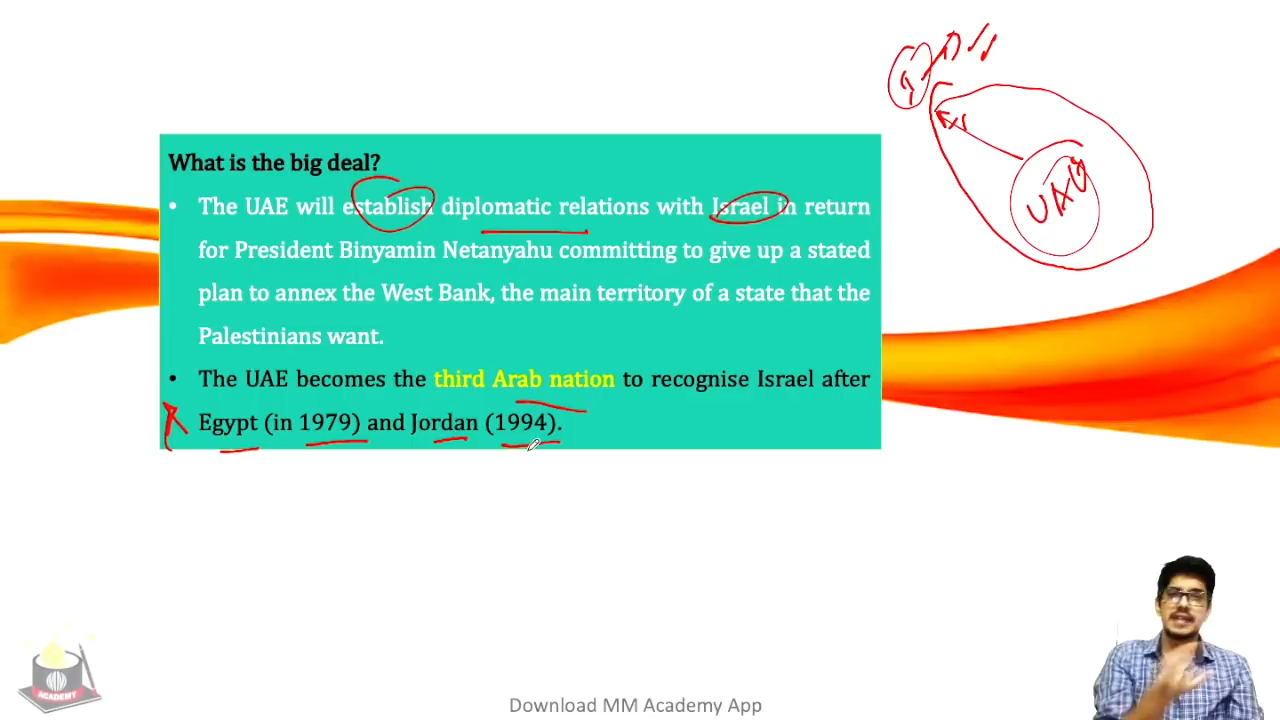 What is the big deal?
• The UAE will establish diplomatic relations with Israel in return
for President Binyamin Netanyahu committing to give up a stated
plan to annex the West Bank, the main territory of a state that the
Palestinians want.
• The UAE becomes the third Arab nation to recognise Israel after
Egypt (in 1979) and Jordan (1994).
UAE
ACADEMY
Download MM Academy App